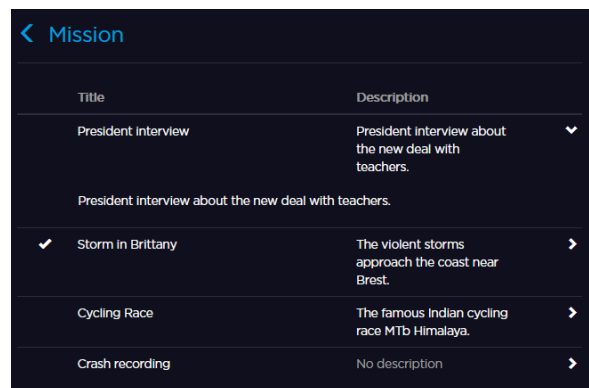 Mission
Title Description
President interview President interview about
the new deal with
teachers.
President interview about the new deal with teachers.
Storm in Brittany The violent storms
approach the coast near
Brest.
Cycling Race The famous Indian cycling
race MTb Himalaya.
Crash recording No description